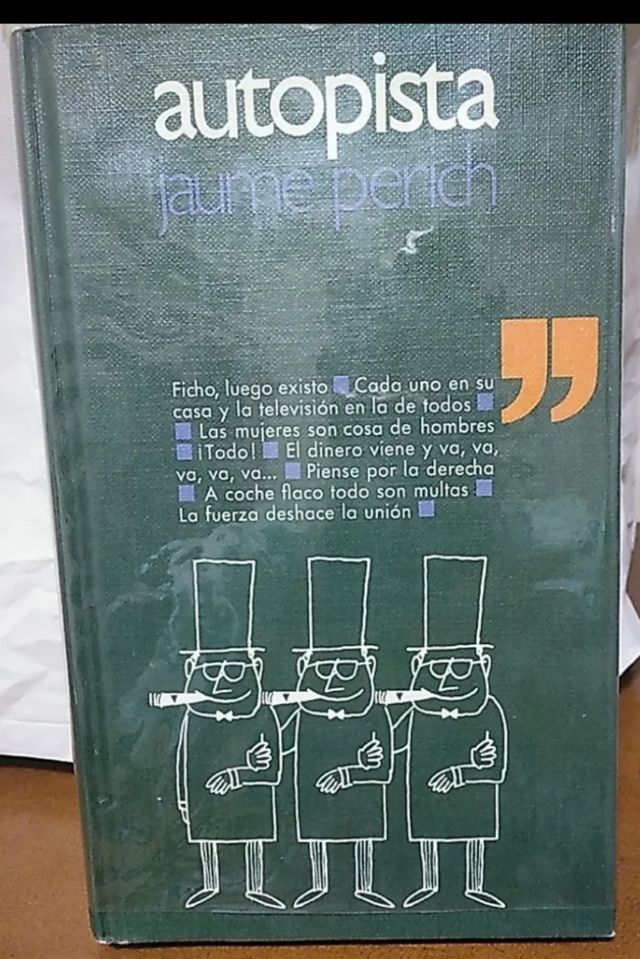 autopista
jaume perich
”
Ficho, luego existo Cada uno en su
casa y la televisión en la de todos
Las mujeres son cosa de hombres
¡Todo! El dinero viene y va, va,
va, va, va... Piense por la derecha
A coche flaco todo son multas
La fuerza deshace la unión